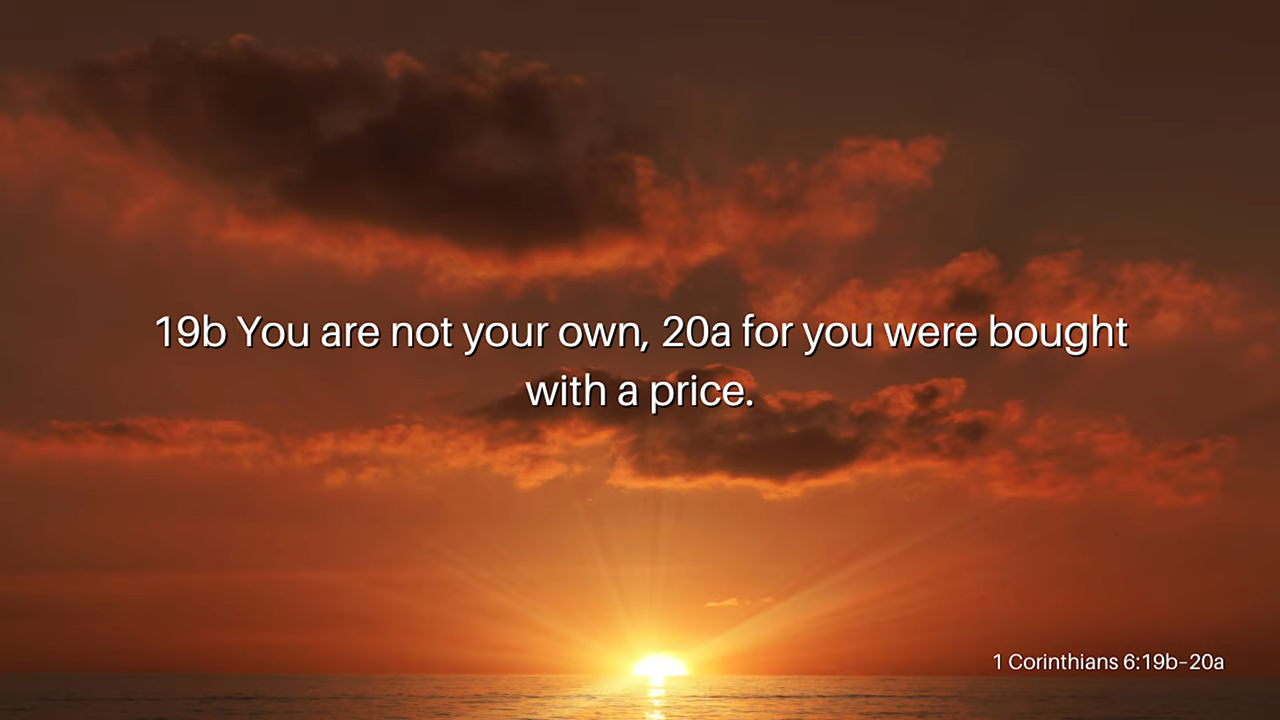 19b You are not your own, 20a for you were bought
with a price.
1 Corinthians 6:19b–20a